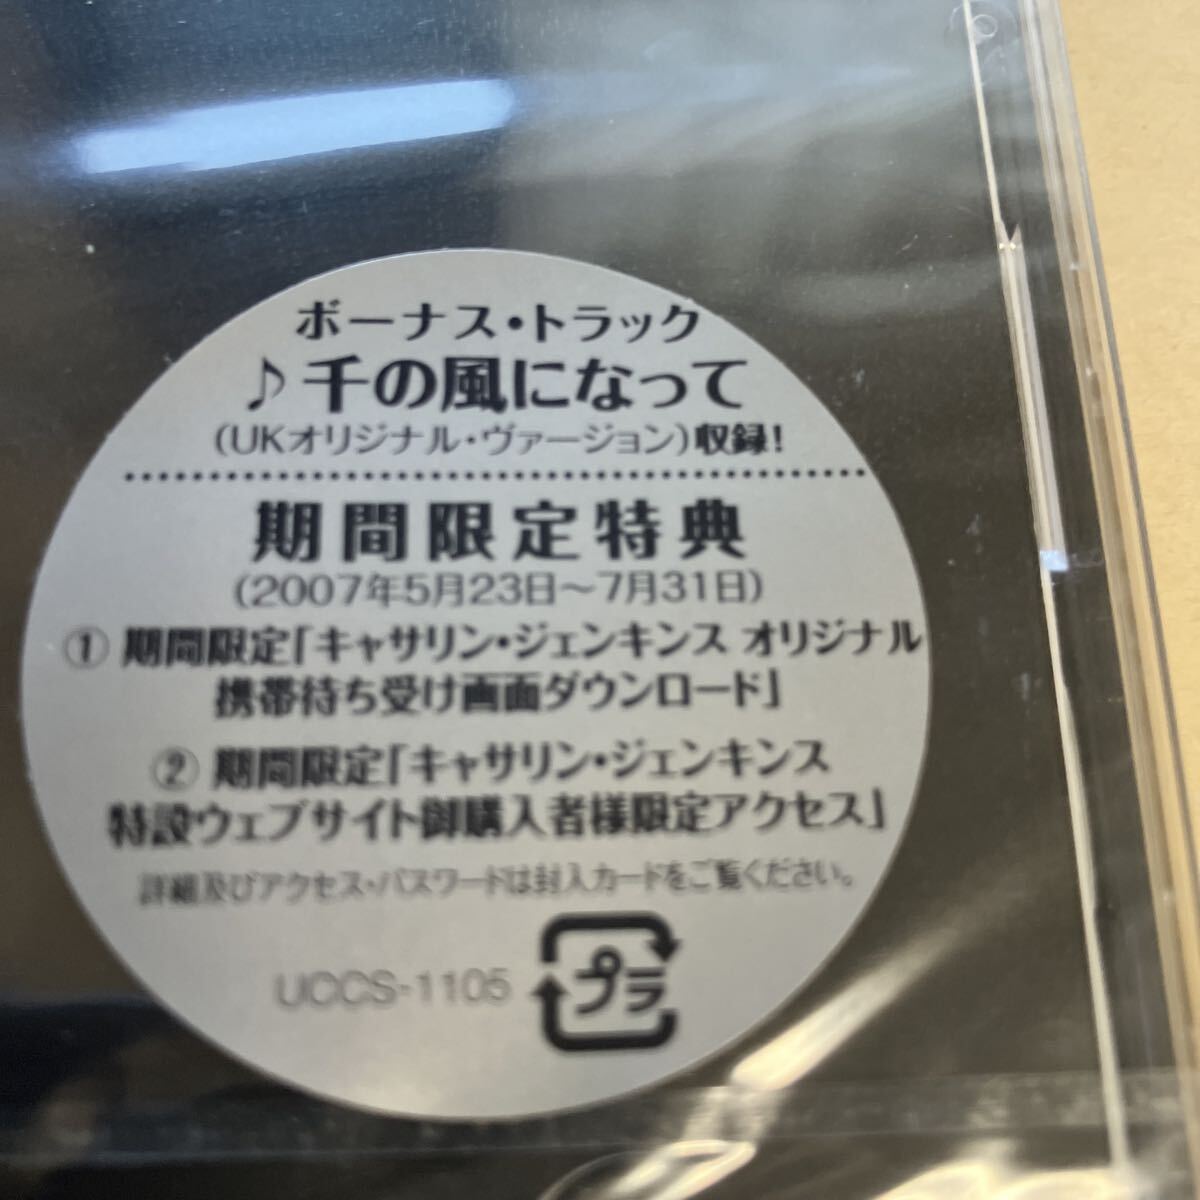 ボーナス・トラック
♪千の風になって
(UKオリジナル・ヴァージョン)収録!
期間限定特典
(2007年5月23日～7月31日)
① 期間限定「キャサリン・ジェンキンス オリジナル
携帯待ち受け画面ダウンロード」
② 期間限定「キャサリン・ジェンキンス
特設ウェブサイト御購入者様限定アクセス」
詳細及びアクセス・パスワードは封入カードをご覧ください。
UCCS-1105
プラ